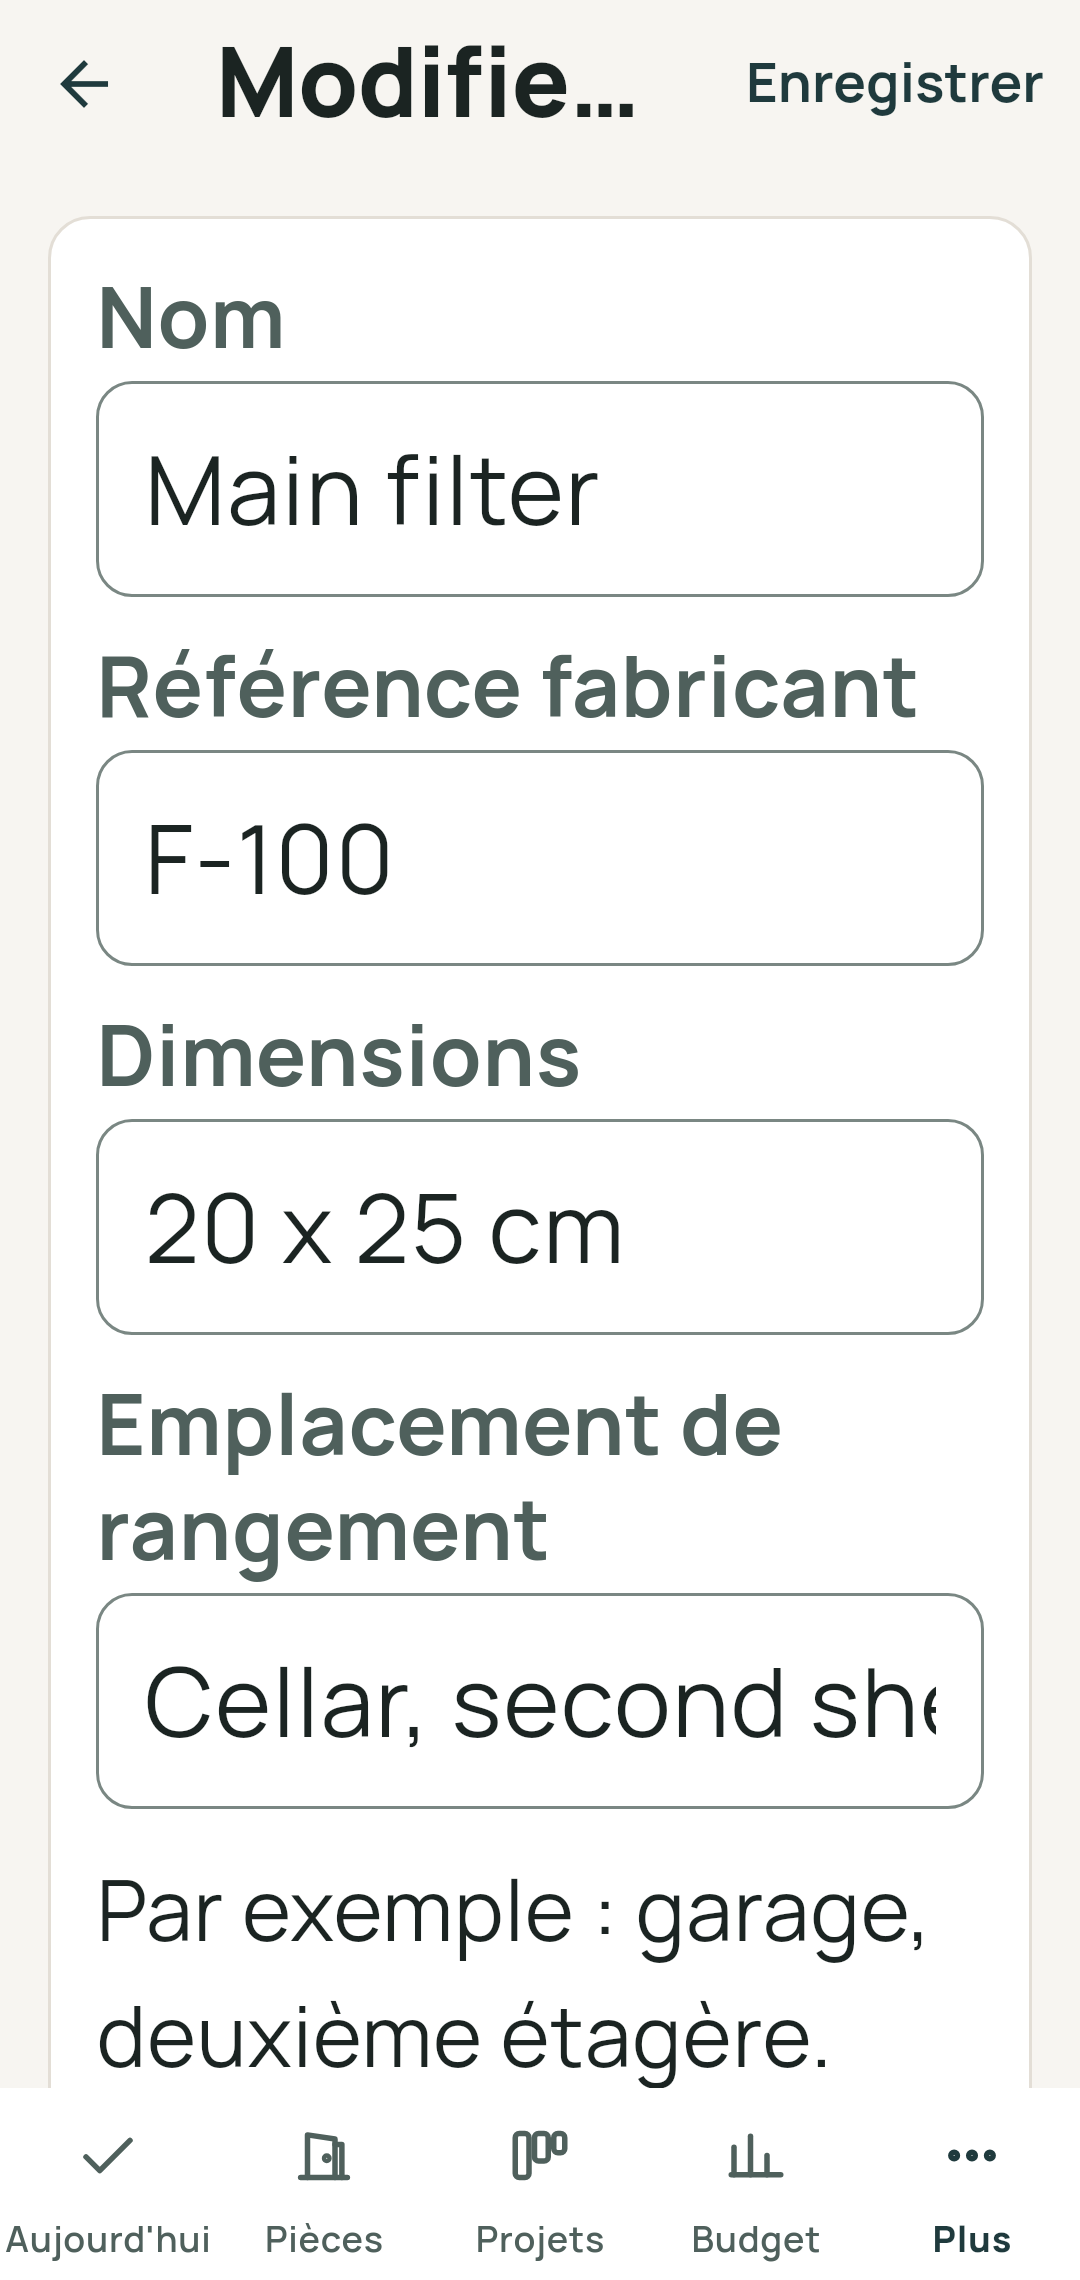 Modifie...
Enregistrer
Nom
Main filter
Référence fabricant
F-100
Dimensions
20 x 25 cm
Emplacement de
rangement
Cellar, second she
Par exemple : garage,
deuxième étagère.
Aujourd'hui
Pièces
Projets
Budget
Plus